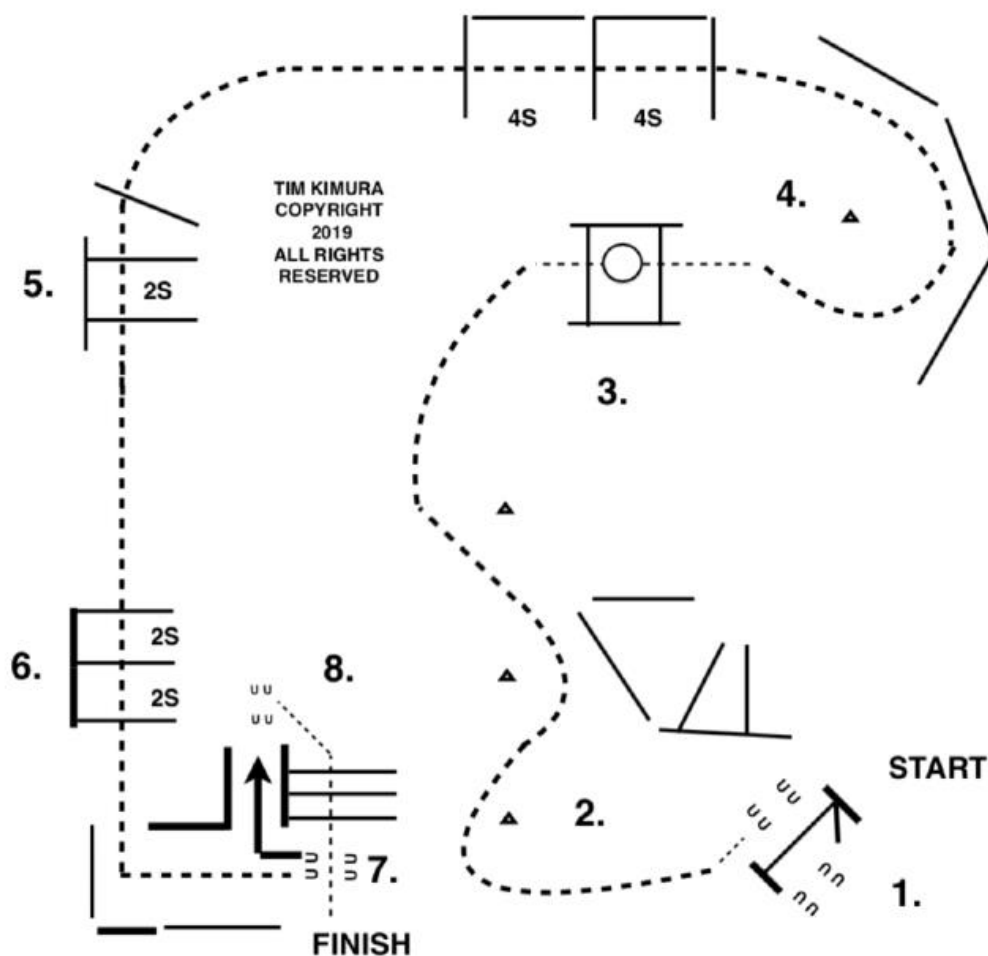 4S 4S
TIM KIMURA
COPYRIGHT
2019
ALL RIGHTS
RESERVED
4.
5.
2S
3.
6.
2S
2S
8.
START
2.
7.
1.
FINISH